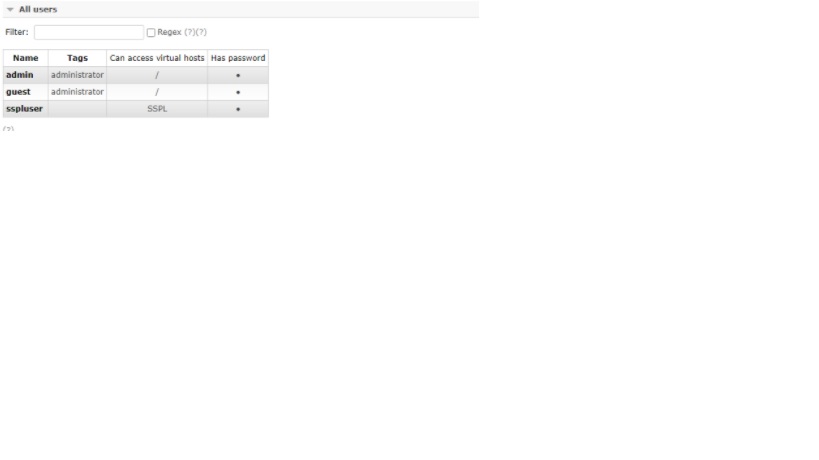 All users
Filter: Regex (?)(?)
Name Tags Can access virtual hosts Has password
admin administrator / •
guest administrator / •
sspluser SSPL •
(?)